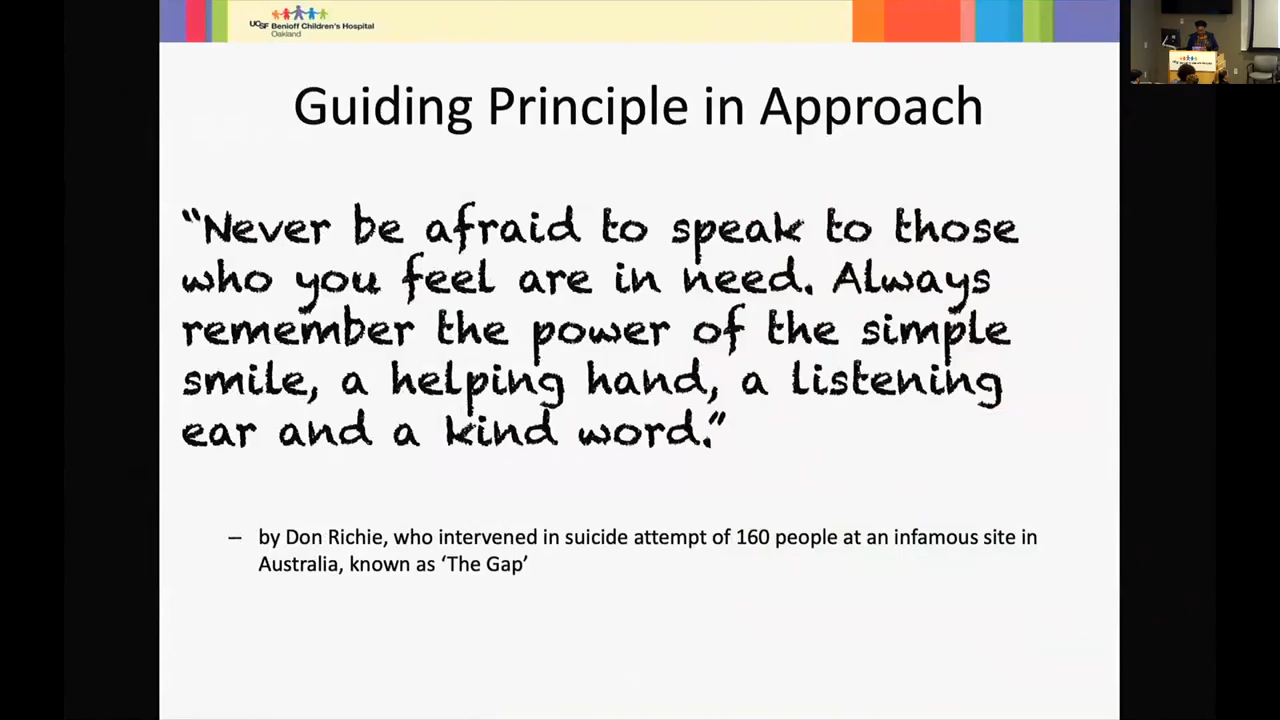 UCSF Benioff Children's Hospital
Oakland
Guiding Principle in Approach
“Never be afraid to speak to those
who you feel are in need. Always
remember the power of the simple
smile, a helping hand, a listening
ear and a kind word.”
– by Don Richie, who intervened in suicide attempt of 160 people at an infamous site in
Australia, known as ‘The Gap’